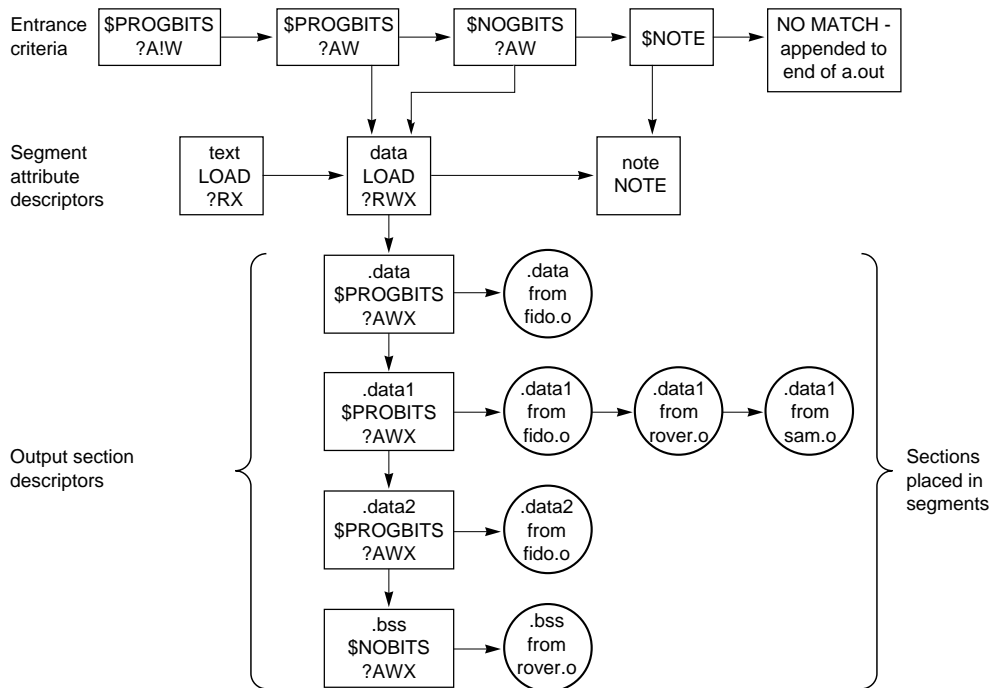 Entrance
criteria
$PROGBITS
?A!W
$PROGBITS
?AW
$NOGBITS
?AW
$NOTE
NO MATCH -
appended to
end of a.out
Segment
attribute
descriptors
text
LOAD
?RX
data
LOAD
?RWX
note
NOTE
.data
$PROGBITS
?AWX
.data
from
fido.o
.data1
$PROBITS
?AWX
.data1
from
fido.o
.data1
from
rover.o
.data1
from
sam.o
Output section
descriptors
Sections
placed in
segments
.data2
$PROGBITS
?AWX
.data2
from
fido.o
.bss
$NOBITS
?AWX
.bss
from
rover.o